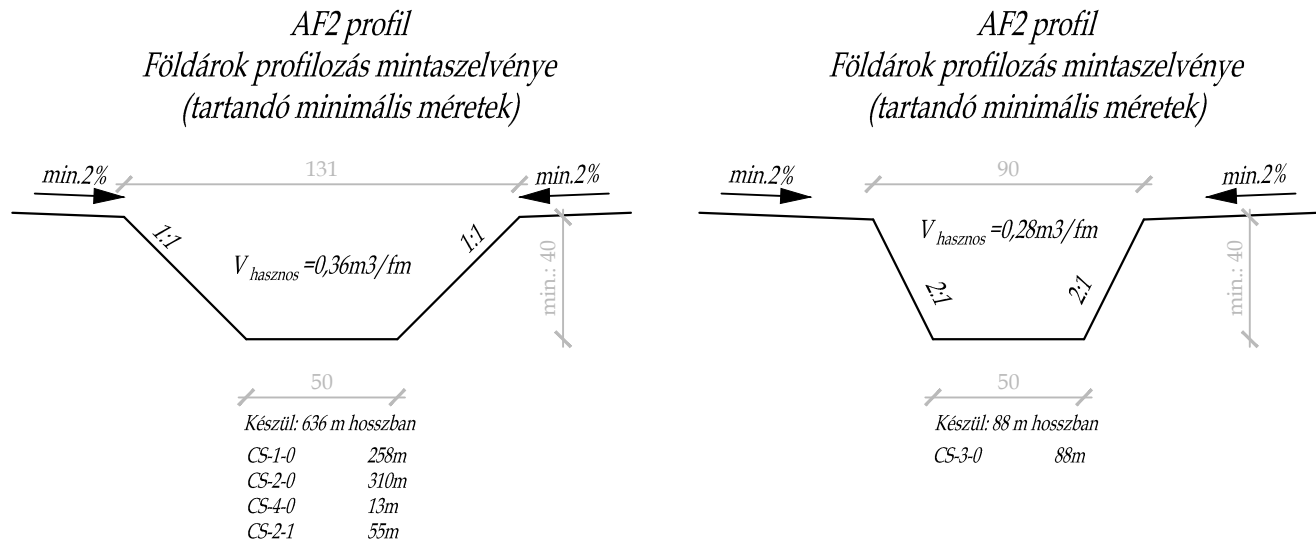 AF2 profil
Földárok profilozás mintaszelvénye
(tartandó minimális méretek)
min.2%
131
min.2%
1:1
1:1
V hasznos =0,36m3/fm
min.: 40
50
Készül: 636 m hosszban
CS-1-0 258m
CS-2-0 310m
CS-4-0 13m
CS-2-1 55m
AF2 profil
Földárok profilozás mintaszelvénye
(tartandó minimális méretek)
min.2%
90
min.2%
V hasznos =0,28m3/fm
2:1
2:1
min.: 40
50
Készül: 88 m hosszban
CS-3-0 88m